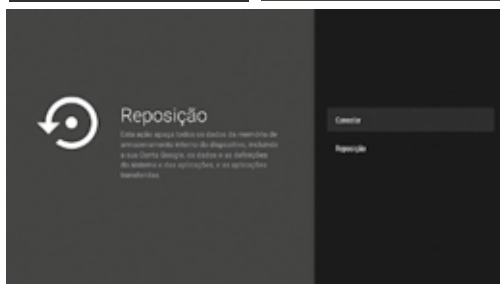 Reposição
Esta ação apaga todos os dados da memória de
armazenamento interno do dispositivo, incluindo
a sua Conta Google, os dados e as definições
do sistema e das aplicações, e as aplicações
transferidas.
Cancelar
Reposição